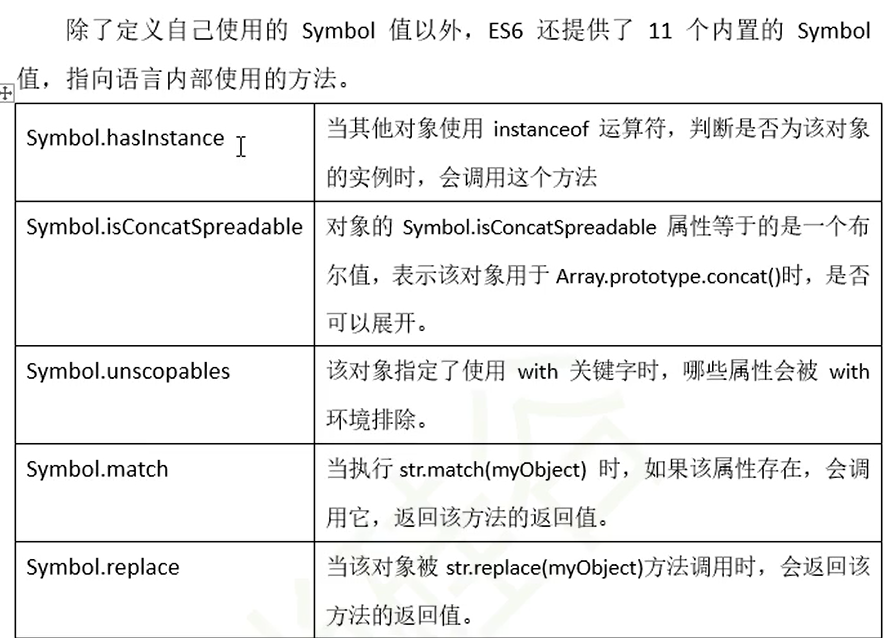 除了定义自己使用的 Symbol 值以外，ES6 还提供了 11 个内置的 Symbol
值，指向语言内部使用的方法。
Symbol.hasInstance
当其他对象使用 instanceof 运算符，判断是否为该对象
的实例时，会调用这个方法
Symbol.isConcatSpreadable
对象的 Symbol.isConcatSpreadable 属性等于的是一个布
尔值，表示该对象用于 Array.prototype.concat()时，是否
可以展开。
Symbol.unscopables
该对象指定了使用 with 关键字时，哪些属性会被 with
环境排除。
Symbol.match
当执行 str.match(myObject) 时，如果该属性存在，会调
用它，返回该方法的返回值。
Symbol.replace
当该对象被 str.replace(myObject)方法调用时，会返回该
方法的返回值。